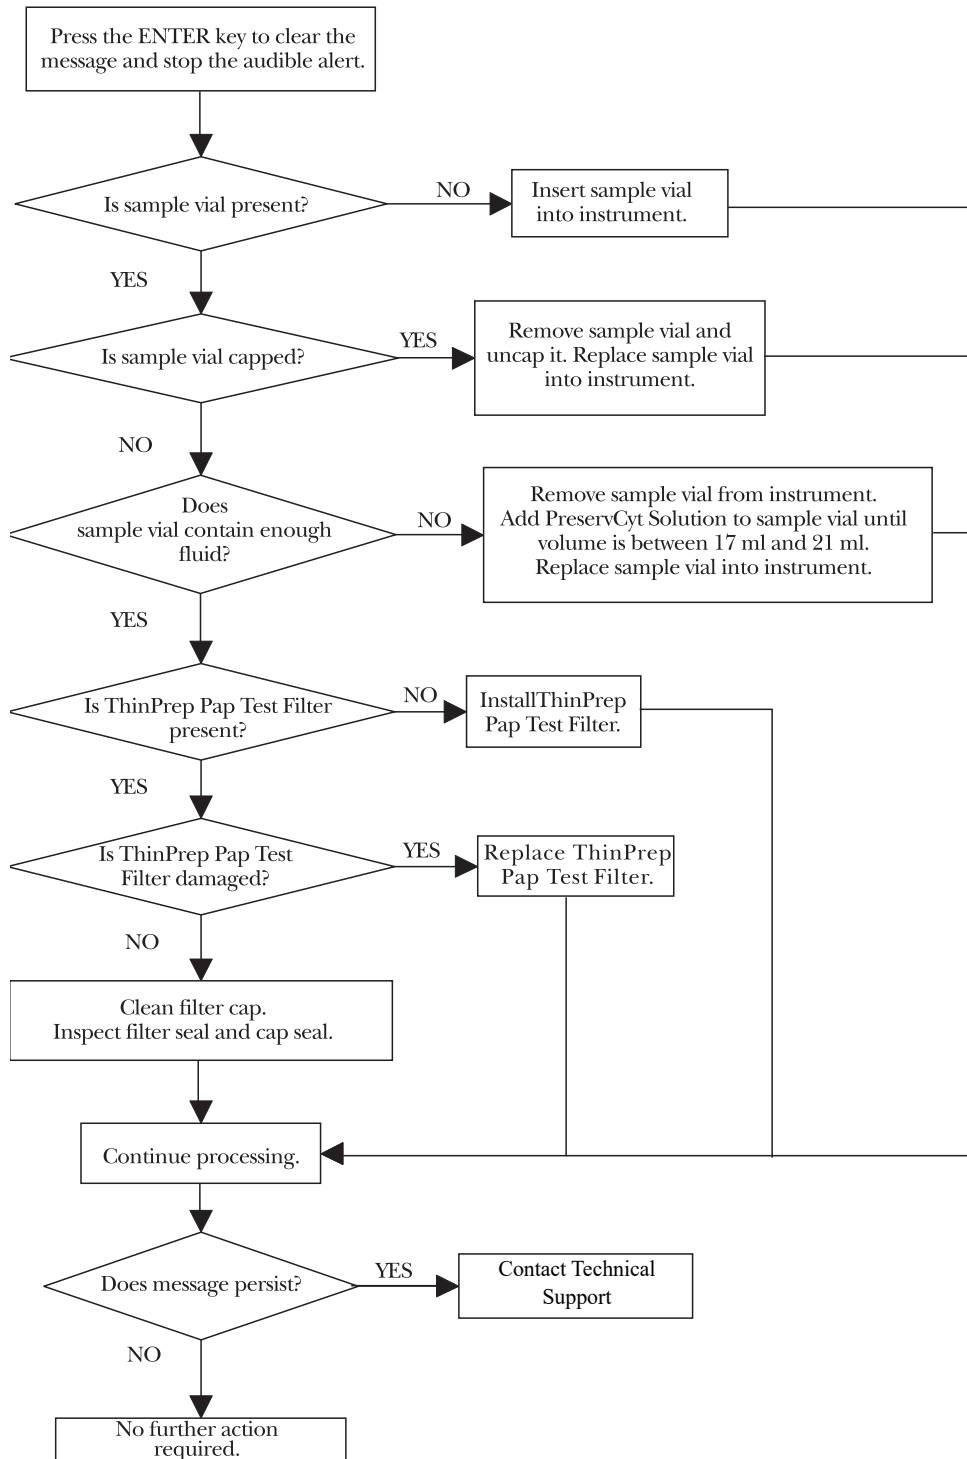 Press the ENTER key to clear the
message and stop the audible alert.
Is sample vial present?
NO
Insert sample vial
into instrument.
YES
Is sample vial capped?
YES
Remove sample vial and
uncap it. Replace sample vial
into instrument.
NO
Does
sample vial contain enough
fluid?
NO
Remove sample vial from instrument.
Add PreservCyt Solution to sample vial until
volume is between 17 ml and 21 ml.
Replace sample vial into instrument.
YES
Is ThinPrep Pap Test Filter
present?
NO
InstallThinPrep
Pap Test Filter.
YES
Is ThinPrep Pap Test
Filter damaged?
YES
Replace ThinPrep
Pap Test Filter.
NO
Clean filter cap.
Inspect filter seal and cap seal.
Continue processing.
Does message persist?
YES
Contact Technical
Support
NO
No further action
required.